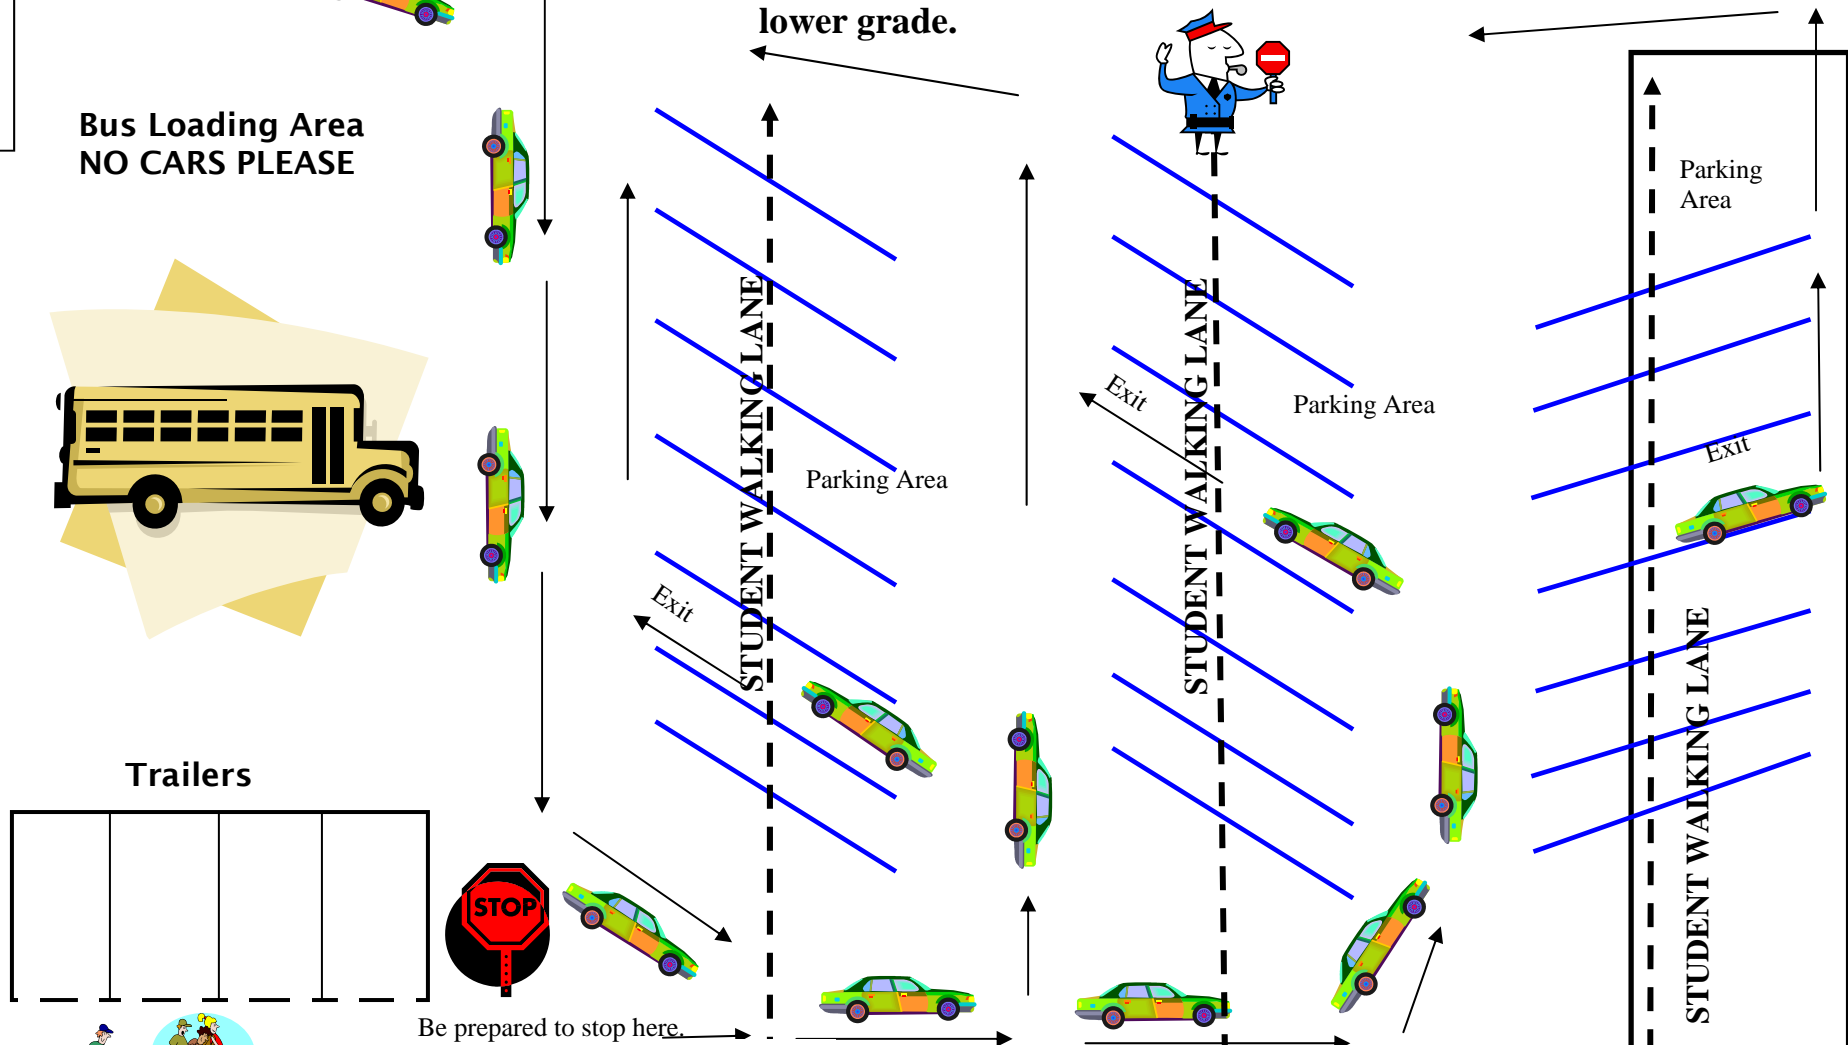 lower grade.
Bus Loading Area
NO CARS PLEASE
Parking
Area
STUDENT WALKING LANE
STUDENT WALKING LANE
Exit
Parking Area
Exit
Parking Area
Exit
STUDENT WALKING LANE
Trailers
STOP
Be prepared to stop here.